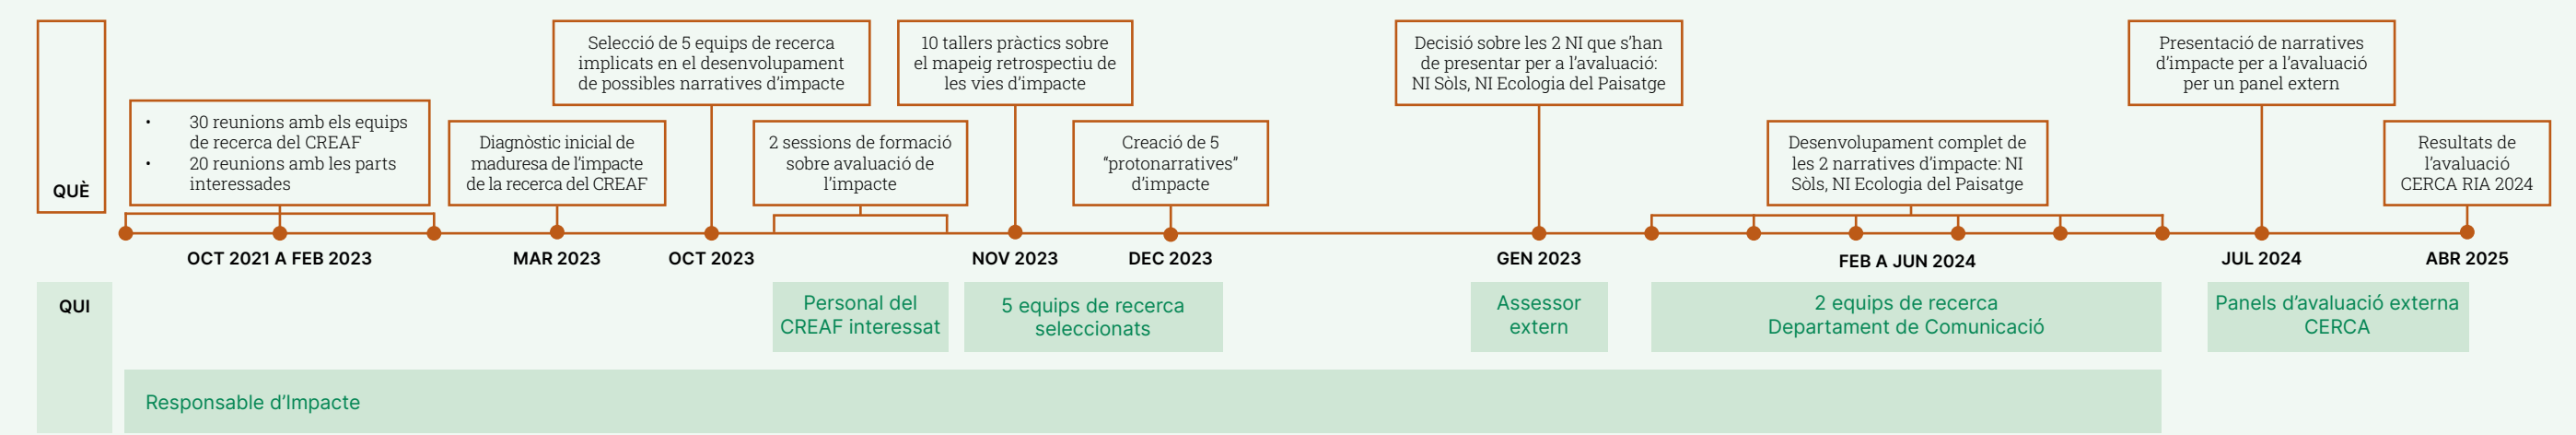 QUÈ
• 30 reunions amb els equips
de recerca del CREAF
• 20 reunions amb les parts
interessades
Diagnòstic inicial de
maduresa de l’impacte
de la recerca del CREAF
Selecció de 5 equips de recerca
implicats en el desenvolupament
de possibles narratives d’impacte
2 sessions de formació
sobre avaluació de
l’impacte
10 tallers pràctics sobre
el mapeig retrospectiu de
les vies d’impacte
Creació de 5
“protonarratives”
d’impacte
Decisió sobre les 2 NI que s’han
de presentar per a l’avaluació:
NI Sòls, NI Ecologia del Paisatge
Desenvolupament complet de
les 2 narratives d’impacte: NI
Sòls, NI Ecologia del Paisatge
Presentació de narratives
d’impacte per a l’avaluació
per un panel extern
Resultats de
l’avaluació
CERCA RIA 2024
OCT 2021 A FEB 2023
MAR 2023
OCT 2023
NOV 2023
DEC 2023
GEN 2023
FEB A JUN 2024
JUL 2024
ABR 2025
QUI
Personal del
CREAF interessat
5 equips de recerca
seleccionats
Assessor
extern
2 equips de recerca
Departament de Comunicació
Panels d’avaluació externa
CERCA
Responsable d’Impacte